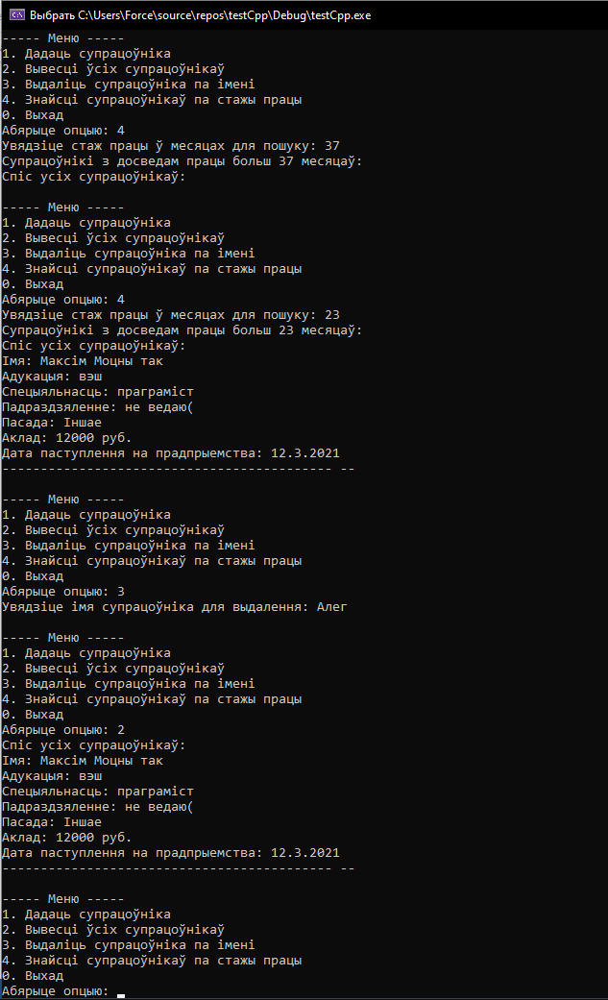 Выбрать C:\Users\Force\source\repos\testCpp\Debug\testCpp.exe
----- Меню -----
1. Дадаць супрацоўніка
2. Вывесці ўсіх супрацоўнікаў
3. Выдаліць супрацоўніка па імені
4. Знайсці супрацоўнікаў па стажы працы
0. Выхад
Абярыце опцыю: 4
Увядзіце стаж працы ў месяцах для пошуку: 37
Супрацоўнікі з досведам працы больш 37 месяцаў:
Спіс усіх супрацоўнікаў:
----- Меню -----
1. Дадаць супрацоўніка
2. Вывесці ўсіх супрацоўнікаў
3. Выдаліць супрацоўніка па імені
4. Знайсці супрацоўнікаў па стажы працы
0. Выхад
Абярыце опцыю: 4
Увядзіце стаж працы ў месяцах для пошуку: 23
Супрацоўнікі з досведам працы больш 23 месяцаў:
Спіс усіх супрацоўнікаў:
Імя: Максім Моцны так
Адукацыя: вэш
Спецыяльнасць: праграміст
Падраздзяленне: не ведаю(
Пасада: Іншае
Аклад: 12000 руб.
Дата паступлення на прадпрыемства: 12.3.2021
------------------------------------------- --
----- Меню -----
1. Дадаць супрацоўніка
2. Вывесці ўсіх супрацоўнікаў
3. Выдаліць супрацоўніка па імені
4. Знайсці супрацоўнікаў па стажы працы
0. Выхад
Абярыце опцыю: 3
Увядзіце імя супрацоўніка для выдалення: Алег
----- Меню -----
1. Дадаць супрацоўніка
2. Вывесці ўсіх супрацоўнікаў
3. Выдаліць супрацоўніка па імені
4. Знайсці супрацоўнікаў па стажы працы
0. Выхад
Абярыце опцыю: 2
Спіс усіх супрацоўнікаў:
Імя: Максім Моцны так
Адукацыя: вэш
Спецыяльнасць: праграміст
Падраздзяленне: не ведаю(
Пасада: Іншае
Аклад: 12000 руб.
Дата паступлення на прадпрыемства: 12.3.2021
------------------------------------------- --
----- Меню -----
1. Дадаць супрацоўніка
2. Вывесці ўсіх супрацоўнікаў
3. Выдаліць супрацоўніка па імені
4. Знайсці супрацоўнікаў па стажы працы
0. Выхад
Абярыце опцыю: